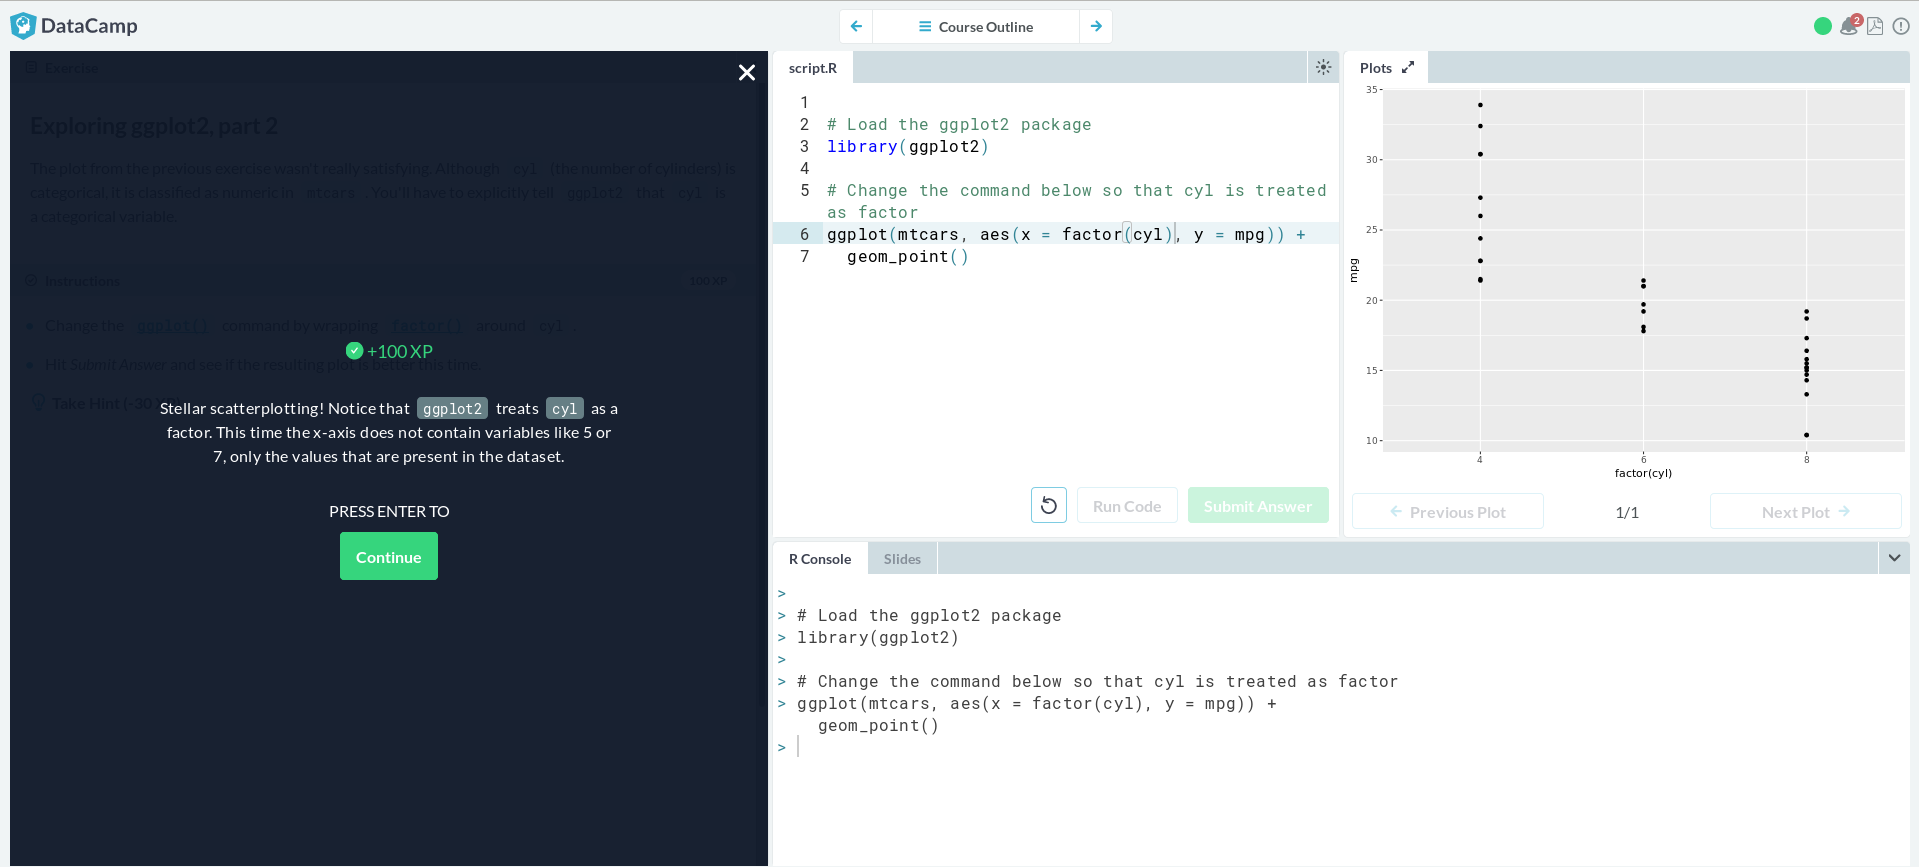 DataCamp
Course Outline
2
Exercise
Exploring ggplot2, part 2
The plot from the previous exercise wasn't really satisfying. Although cyl (the number of cylinders) is
categorical, it is classified as numeric in mtcars . You'll have to explicitly tell ggplot2 that cyl is
a categorical variable.
Instructions
100 XP
Change the ggplot() command by wrapping factor() around cyl .
Hit Submit Answer and see if the resulting plot is better this time.
Take Hint (-30 XP)
+100 XP
Stellar scatterplotting! Notice that ggplot2 treats cyl as a
factor. This time the x-axis does not contain variables like 5 or
7, only the values that are present in the dataset.
PRESS ENTER TO
Continue
script.R
1
2 # Load the ggplot2 package
3 library(ggplot2)
4
5 # Change the command below so that cyl is treated
as factor
6 ggplot(mtcars, aes(x = factor(cyl), y = mpg)) +
7 geom_point()
Run Code
Submit Answer
Plots
35
30
25
20
15
10
mpg
4 6 8
factor(cyl)
Previous Plot
1/1
Next Plot
R Console
Slides
>
> # Load the ggplot2 package
> library(ggplot2)
>
> # Change the command below so that cyl is treated as factor
> ggplot(mtcars, aes(x = factor(cyl), y = mpg)) +
geom_point()
>